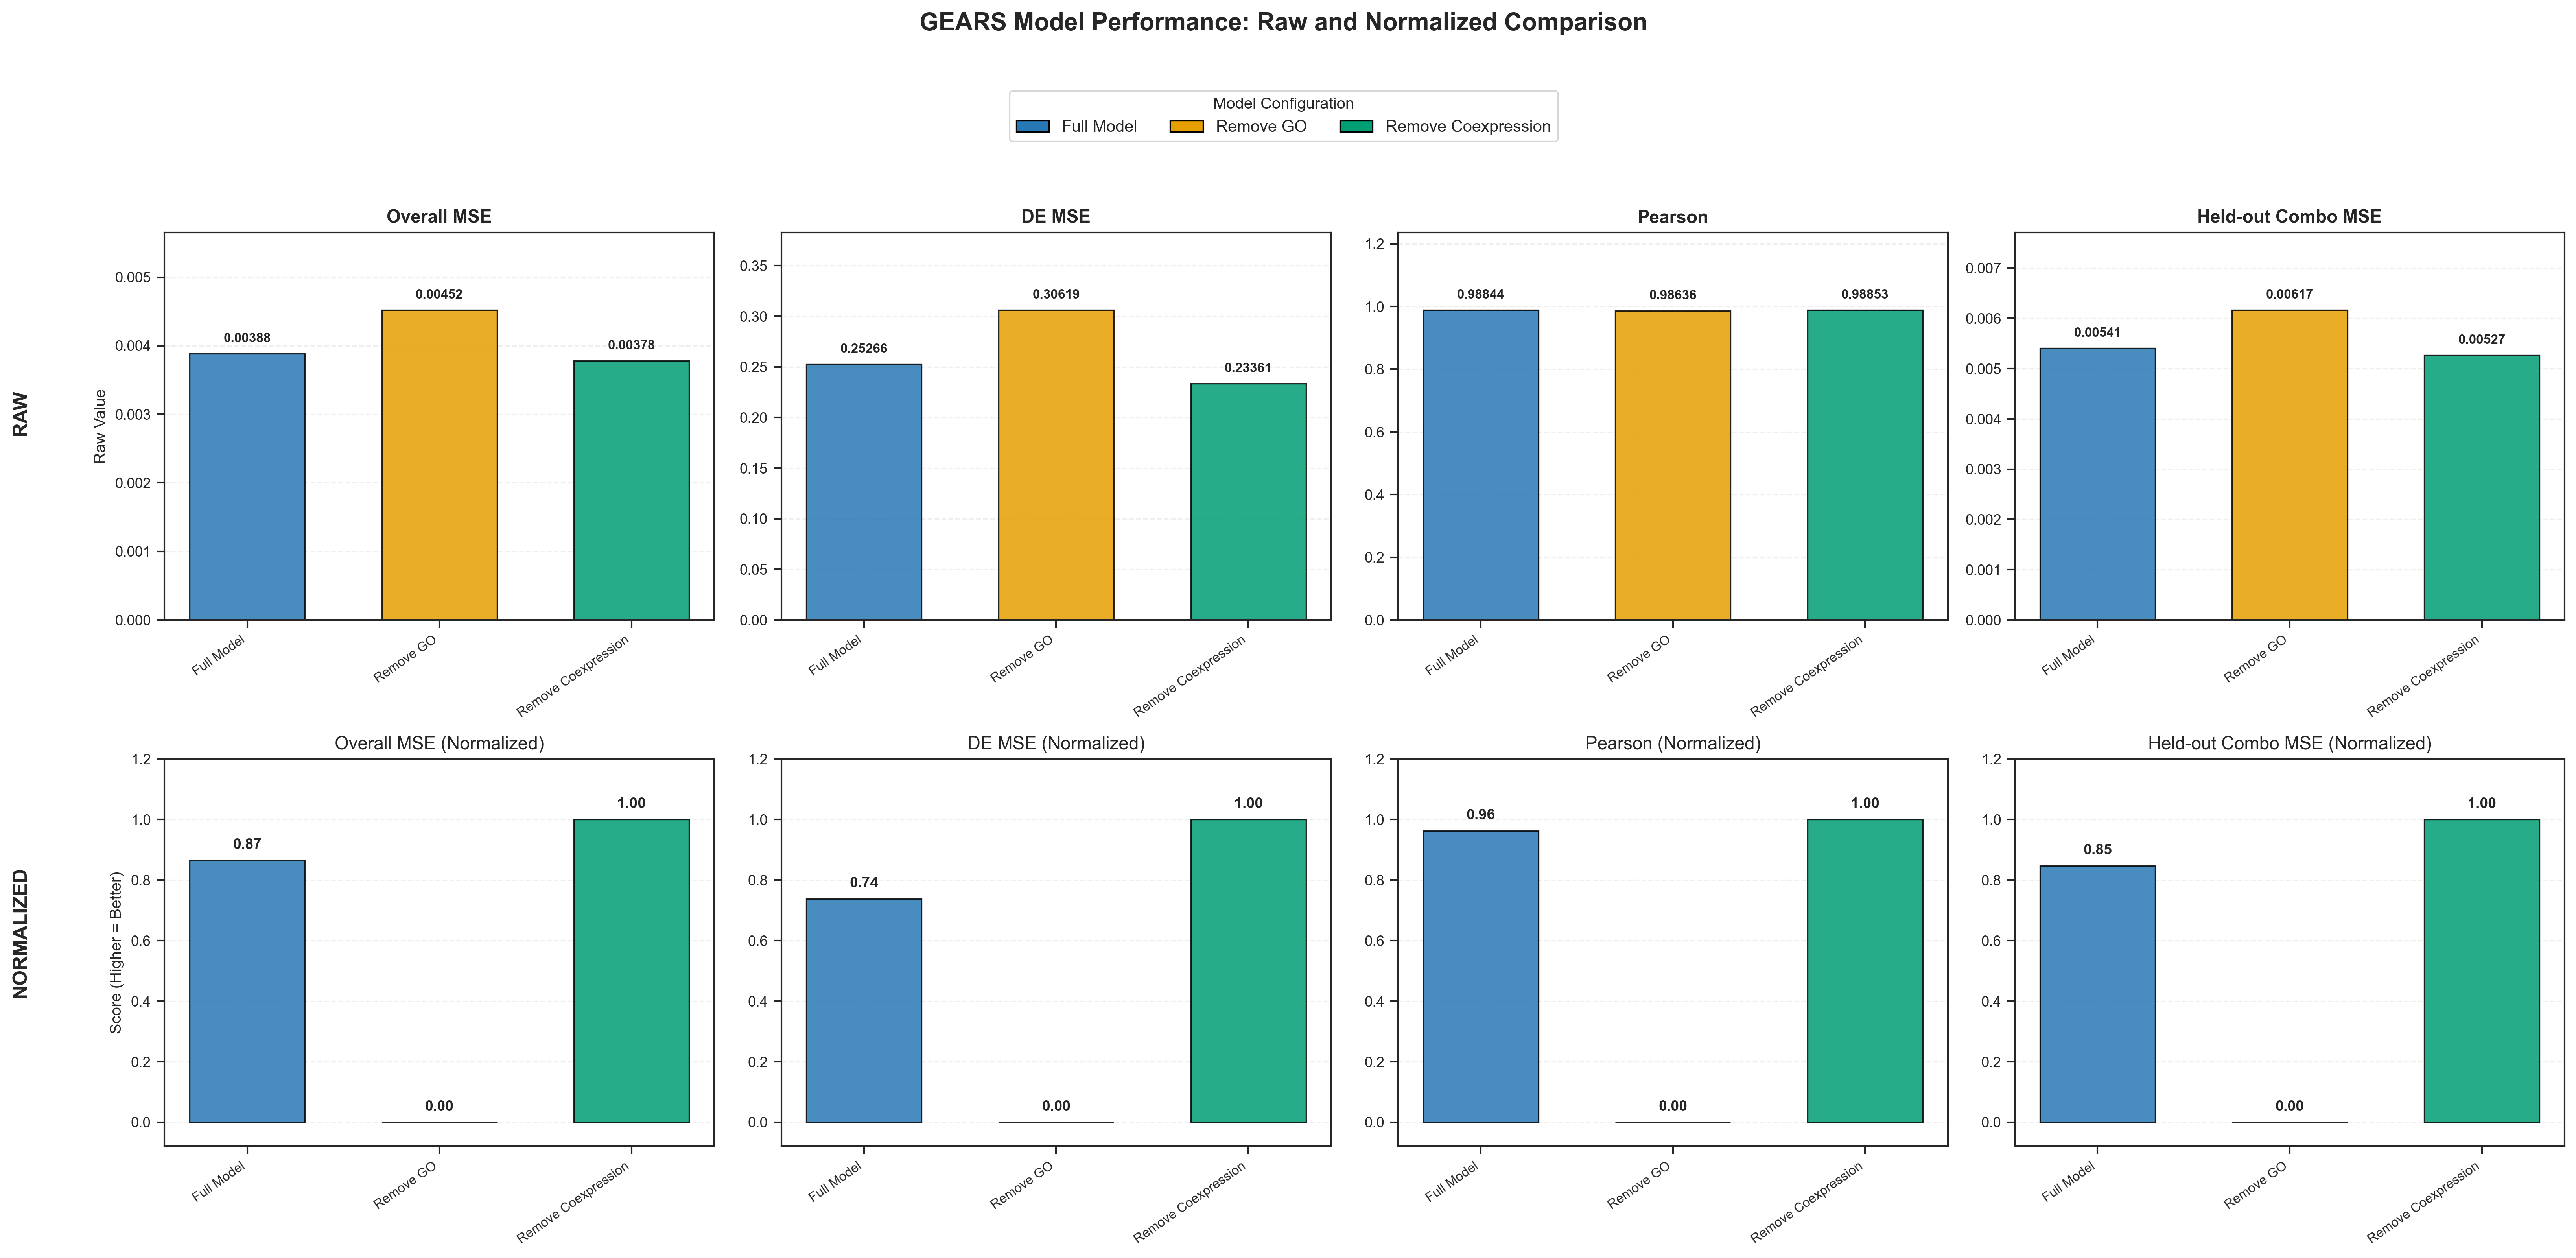 GEARS Model Performance: Raw and Normalized Comparison
Model Configuration
Full Model
Remove GO
Remove Coexpression
RAW
Overall MSE
Raw Value
0.005
0.004
0.003
0.002
0.001
0.000
0.00388
0.00452
0.00378
Full Model
Remove GO
Remove Coexpression
DE MSE
0.35
0.30
0.25
0.20
0.15
0.10
0.05
0.00
0.25266
0.30619
0.23361
Full Model
Remove GO
Remove Coexpression
Pearson
1.2
1.0
0.8
0.6
0.4
0.2
0.0
0.98844
0.98636
0.98853
Full Model
Remove GO
Remove Coexpression
Held-out Combo MSE
0.007
0.006
0.005
0.004
0.003
0.002
0.001
0.000
0.00541
0.00617
0.00527
Full Model
Remove GO
Remove Coexpression
NORMALIZED
Overall MSE (Normalized)
Score (Higher = Better)
1.2
1.0
0.8
0.6
0.4
0.2
0.0
0.87
0.00
1.00
Full Model
Remove GO
Remove Coexpression
DE MSE (Normalized)
1.2
1.0
0.8
0.6
0.4
0.2
0.0
0.74
0.00
1.00
Full Model
Remove GO
Remove Coexpression
Pearson (Normalized)
1.2
1.0
0.8
0.6
0.4
0.2
0.0
0.96
0.00
1.00
Full Model
Remove GO
Remove Coexpression
Held-out Combo MSE (Normalized)
1.2
1.0
0.8
0.6
0.4
0.2
0.0
0.85
0.00
1.00
Full Model
Remove GO
Remove Coexpression